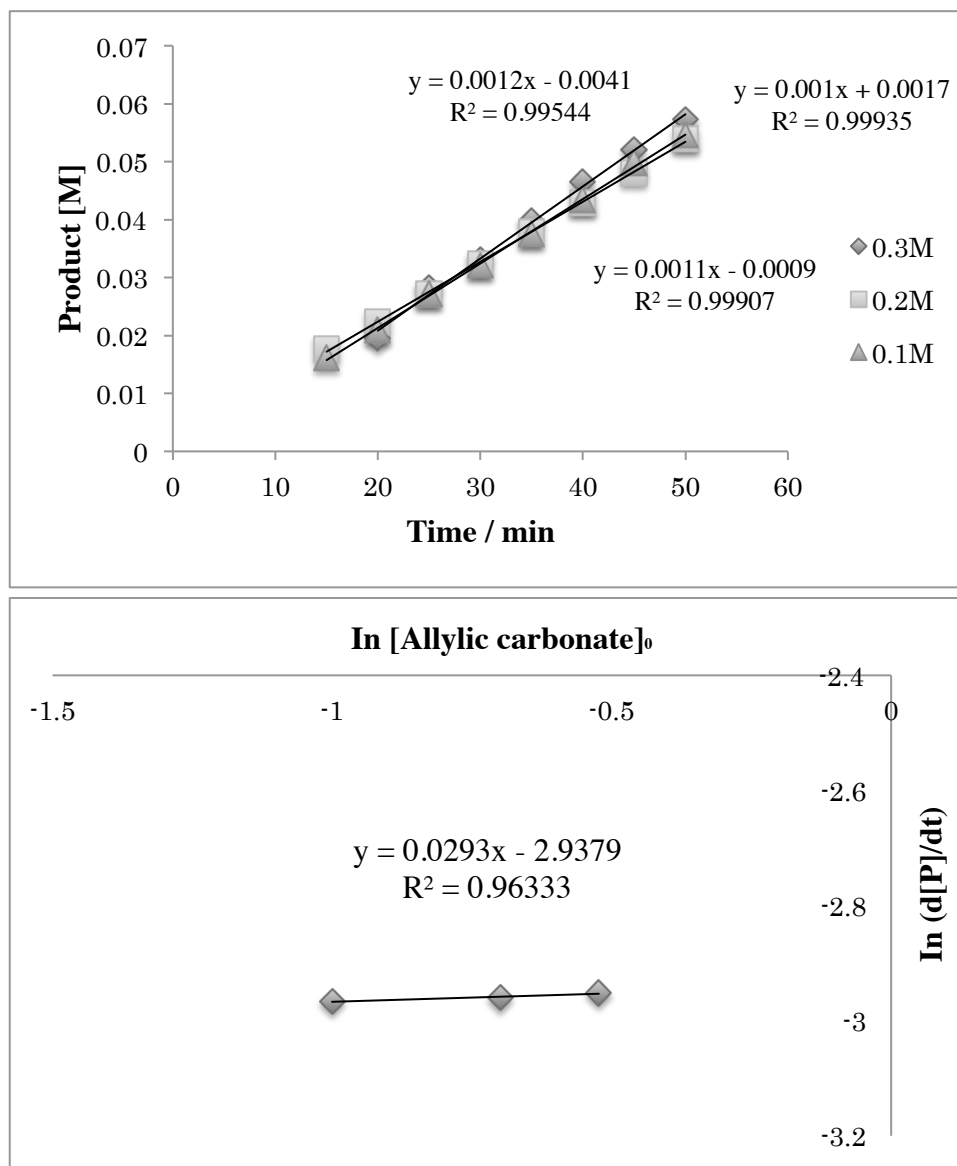 0.07
0.06
0.05
0.04
0.03
0.02
0.01
0
Product [M]
y = 0.0012x - 0.0041
R² = 0.99544
y = 0.001x + 0.0017
R² = 0.99935
y = 0.0011x - 0.0009
R² = 0.99907
0.3M
0.2M
0.1M
0 10 20 30 40 50 60
Time / min
In [Allylic carbonate]₀
-1.5 -1 -0.5 0
-2.4
-2.6
-2.8
-3
-3.2
In (d[P]/dt)
y = 0.0293x - 2.9379
R² = 0.96333